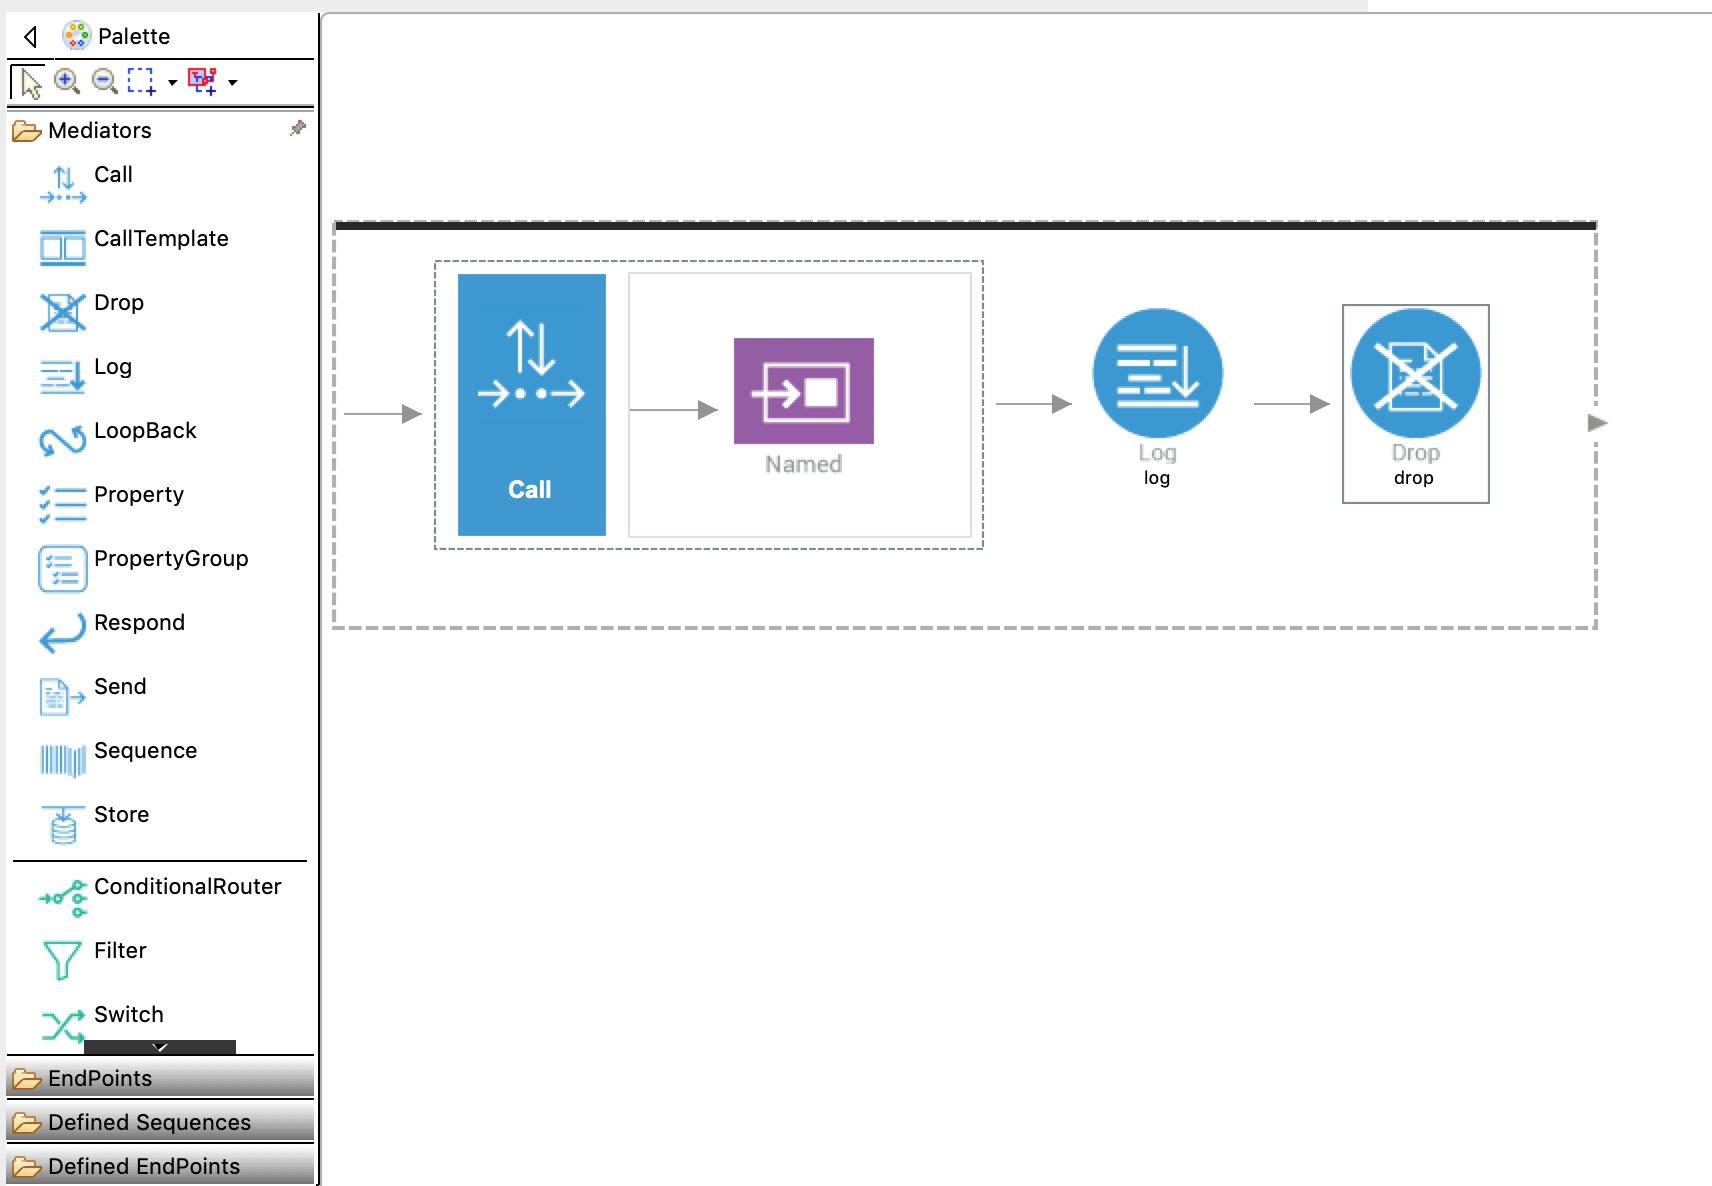 Palette
Mediators
Call
CallTemplate
Drop
Log
LoopBack
Property
PropertyGroup
Respond
Send
Sequence
Store
ConditionalRouter
Filter
Switch
EndPoints
Defined Sequences
Defined EndPoints
Call
Named
Log
log
Drop
drop